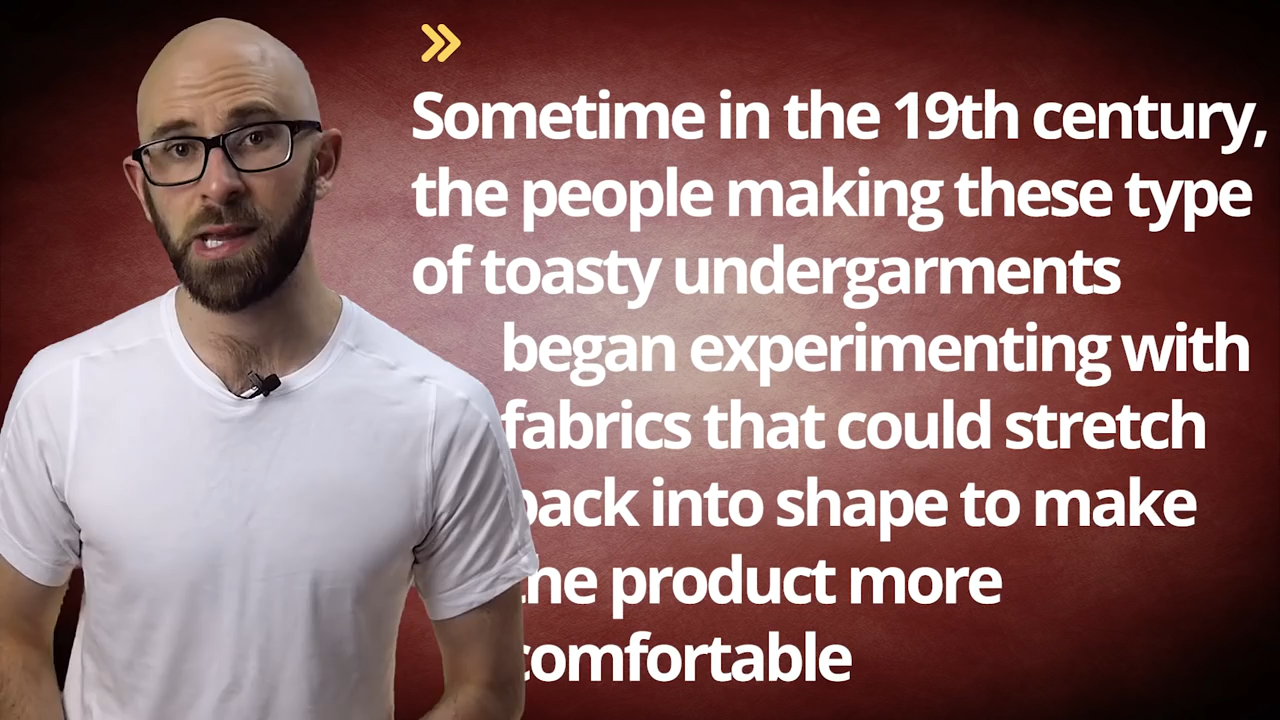 Sometime in the 19th century,
the people making these type
of toasty undergarments
began experimenting with
fabrics that could stretch
back into shape to make
the product more
comfortable